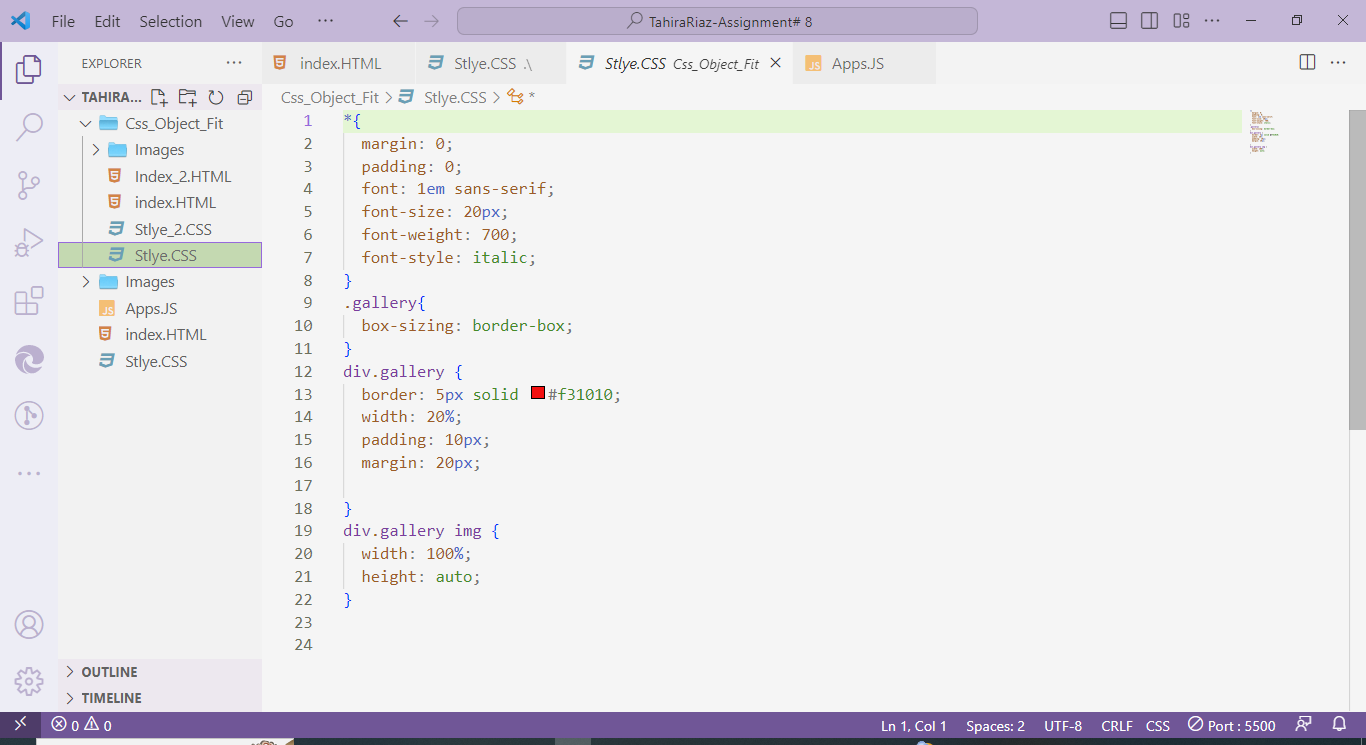 File Edit Selection View Go ··· TahiraRiaz-Assignment# 8
EXPLORER ···
TAHIRA...
Css_Object_Fit
Images
Index_2.HTML
index.HTML
Stlye_2.CSS
Stlye.CSS
Images
Apps.JS
index.HTML
Stlye.CSS
OUTLINE
TIMELINE
index.HTML Stlye.CSS .\ Stlye.CSS Css_Object_Fit Apps.JS
Css_Object_Fit > Stlye.CSS > *
1 *{
2 margin: 0;
3 padding: 0;
4 font: 1em sans-serif;
5 font-size: 20px;
6 font-weight: 700;
7 font-style: italic;
8 }
9 .gallery{
10 box-sizing: border-box;
11 }
12 div.gallery {
13 border: 5px solid #f31010;
14 width: 20%;
15 padding: 10px;
16 margin: 20px;
17
18 }
19 div.gallery img {
20 width: 100%;
21 height: auto;
22 }
23
24
0 0 Ln 1, Col 1 Spaces: 2 UTF-8 CRLF CSS Port : 5500